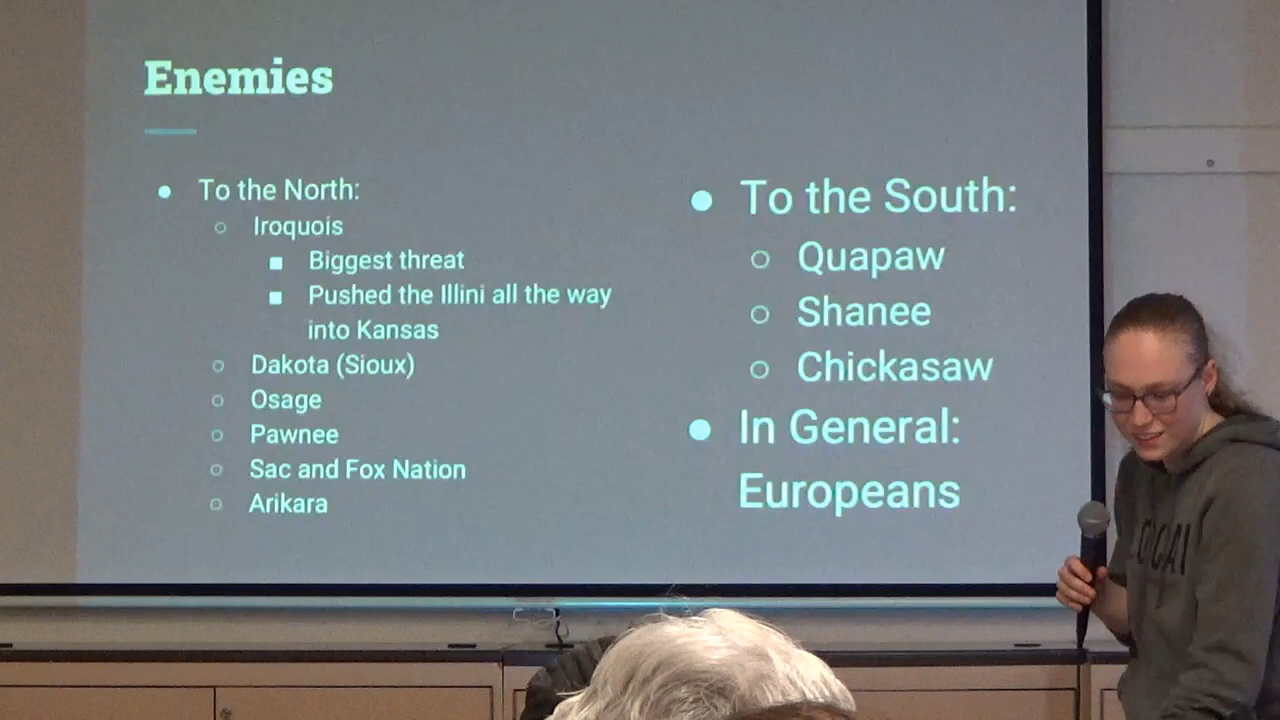 Enemies
To the North:
Iroquois
Biggest threat
Pushed the Illini all the way
into Kansas
Dakota (Sioux)
Osage
Pawnee
Sac and Fox Nation
Arikara
To the South:
Quapaw
Shanee
Chickasaw
In General:
Europeans